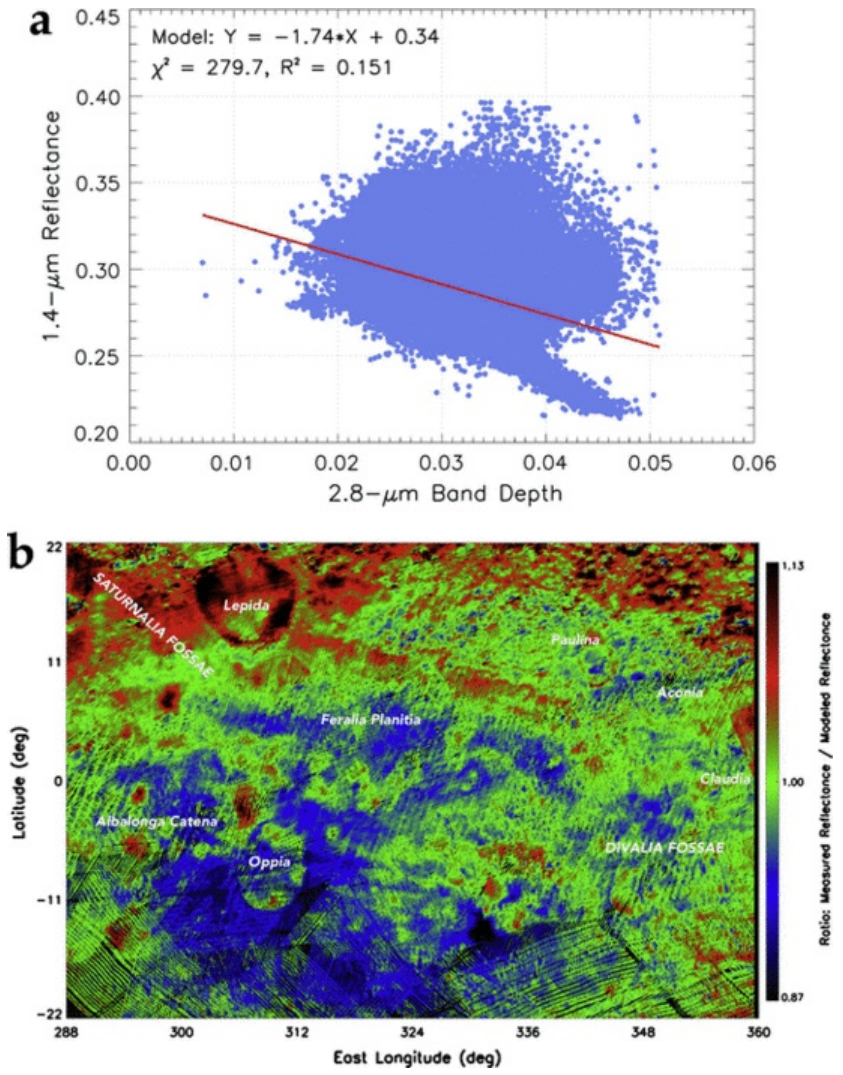 a
Model: Y = −1.74*X + 0.34
χ² = 279.7, R² = 0.151
0.45
0.40
0.35
0.30
0.25
0.20
1.4−μm Reflectance
0.00 0.01 0.02 0.03 0.04 0.05 0.06
2.8−μm Band Depth
b
22
11
0
−11
−22
Latitude (deg)
SATURNALIA FOSSAE
Lepida
Paulina
Aconia
Feralia Planitia
Claudia
Albalonga Catena
DIVALIA FOSSAE
Oppia
288 300 312 324 336 348 360
East Longitude (deg)
1.13
1.00
0.87
Ratio: Measured Reflectance / Modeled Reflectance